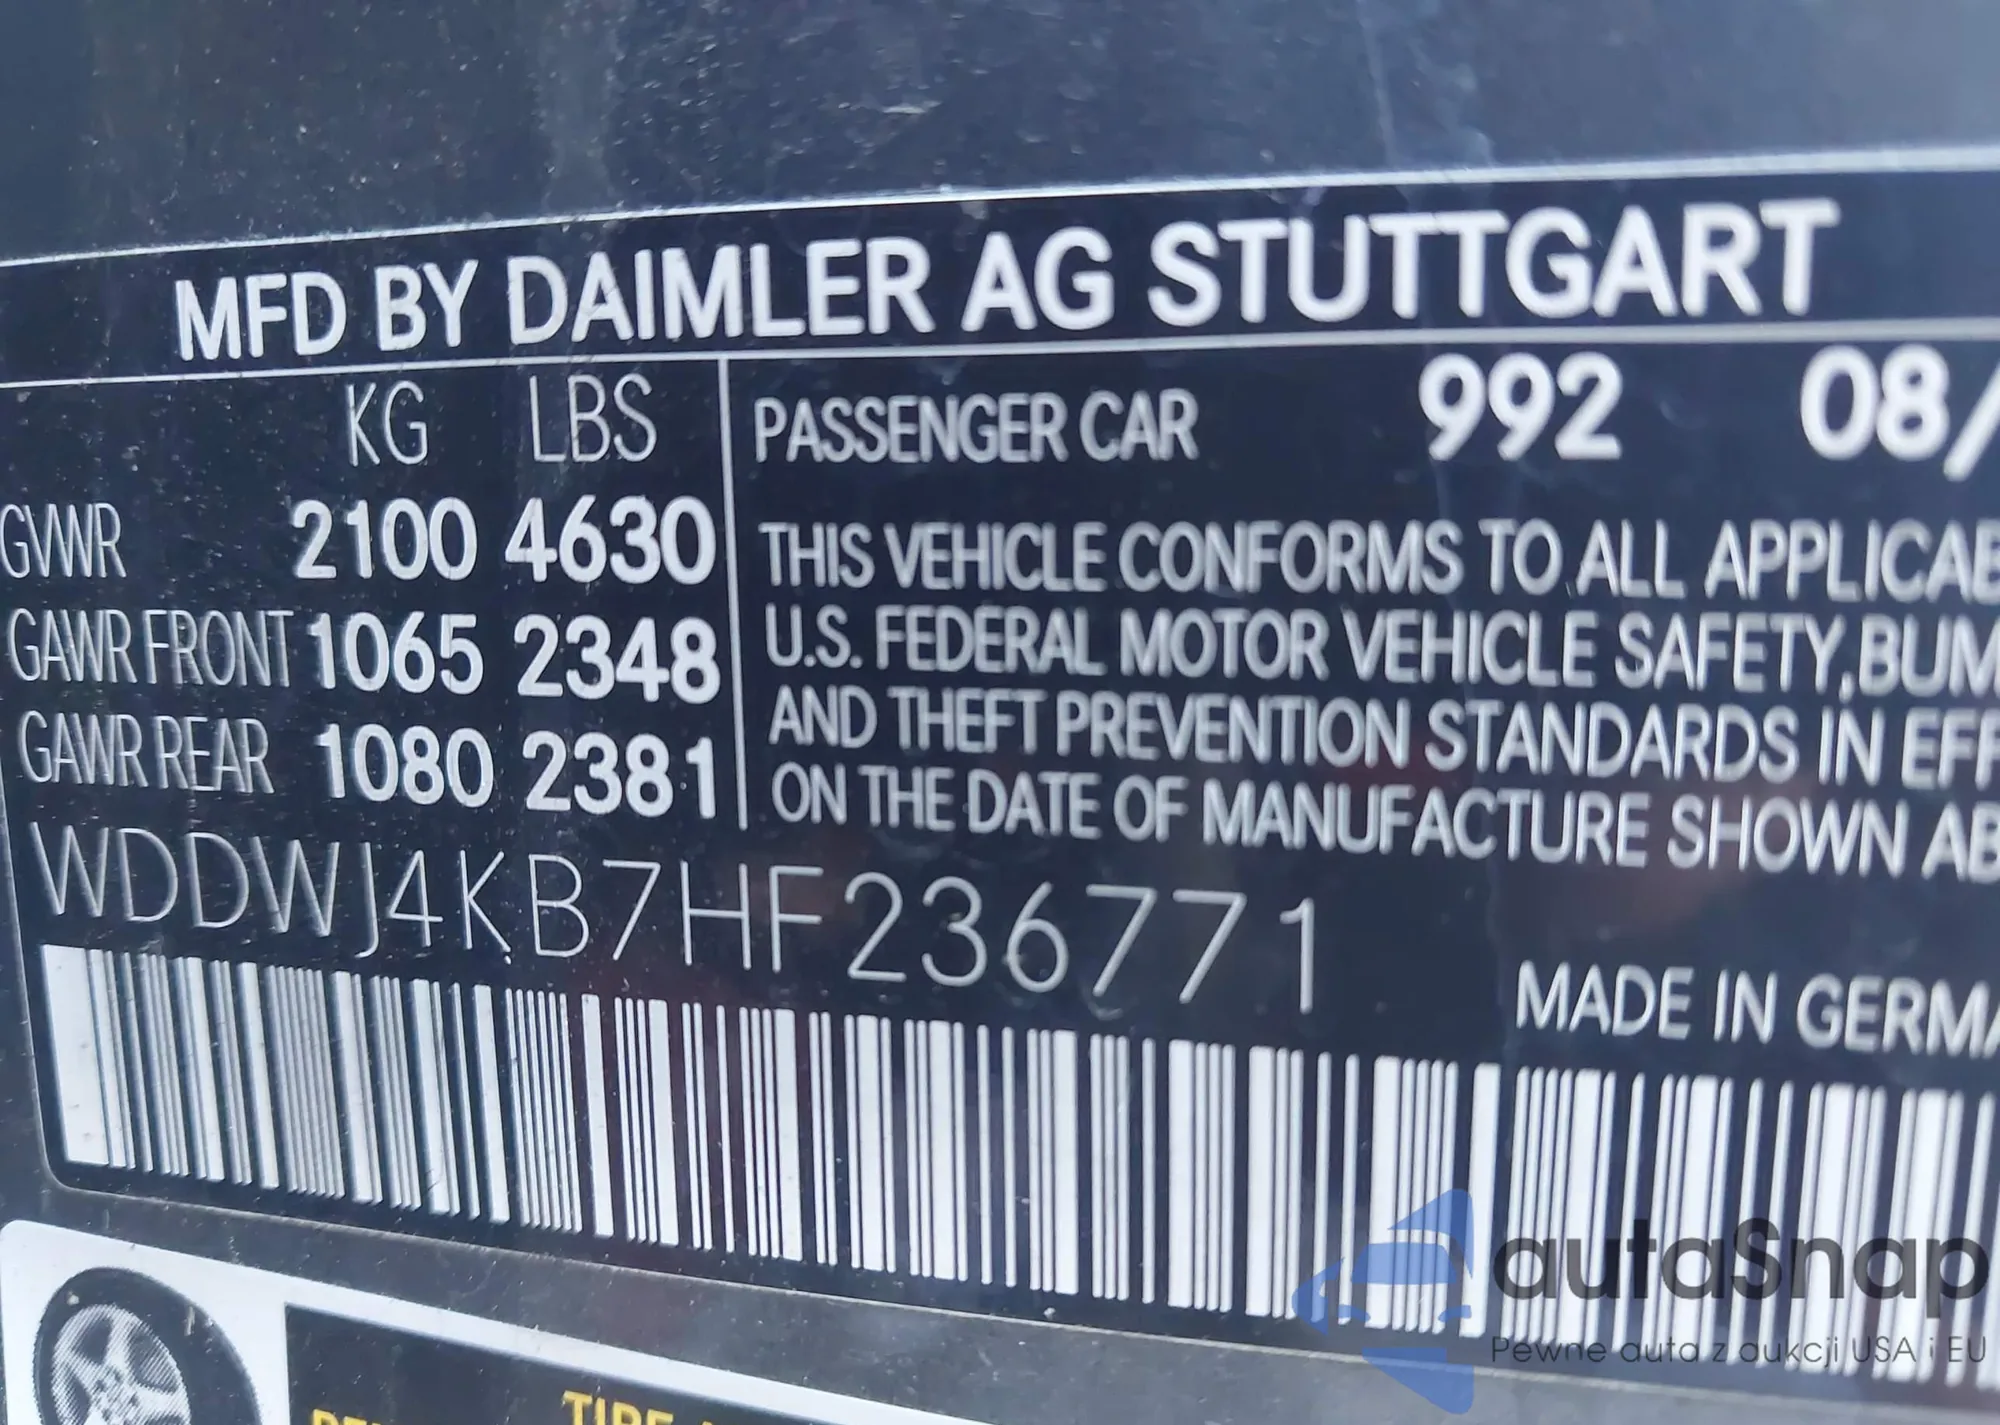 MFD BY DAIMLER AG STUTTGART
KG LBS
GVWR 2100 4630
GAWR FRONT 1065 2348
GAWR REAR 1080 2381
PASSENGER CAR 992 08/
THIS VEHICLE CONFORMS TO ALL APPLICAB
U.S. FEDERAL MOTOR VEHICLE SAFETY, BUM
AND THEFT PREVENTION STANDARDS IN EFF
ON THE DATE OF MANUFACTURE SHOWN AB
WDDWJ4KB7HF236771
MADE IN GERMA
autaSnap
Pewne auta z aukcji USA i EU
TIRE